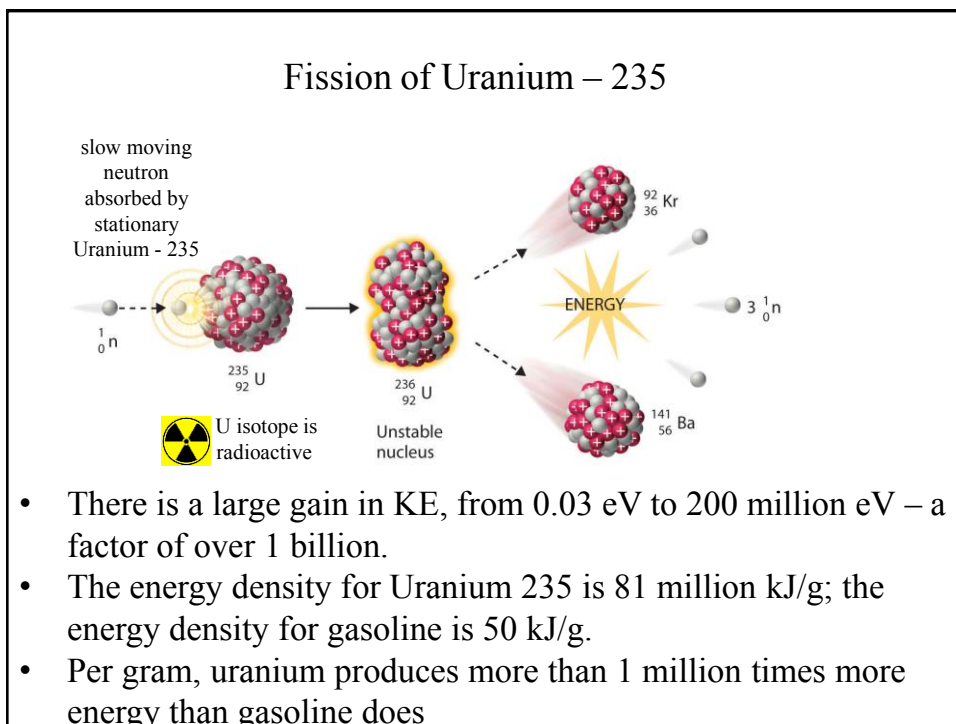 Fission of Uranium – 235
slow moving
neutron
absorbed by
stationary
Uranium - 235
1
0 n
235
92 U
U isotope is
radioactive
236
92 U
Unstable
nucleus
92
36 Kr
ENERGY
3 1
0 n
141
56 Ba
• There is a large gain in KE, from 0.03 eV to 200 million eV – a
factor of over 1 billion.
• The energy density for Uranium 235 is 81 million kJ/g; the
energy density for gasoline is 50 kJ/g.
• Per gram, uranium produces more than 1 million times more
energy than gasoline does